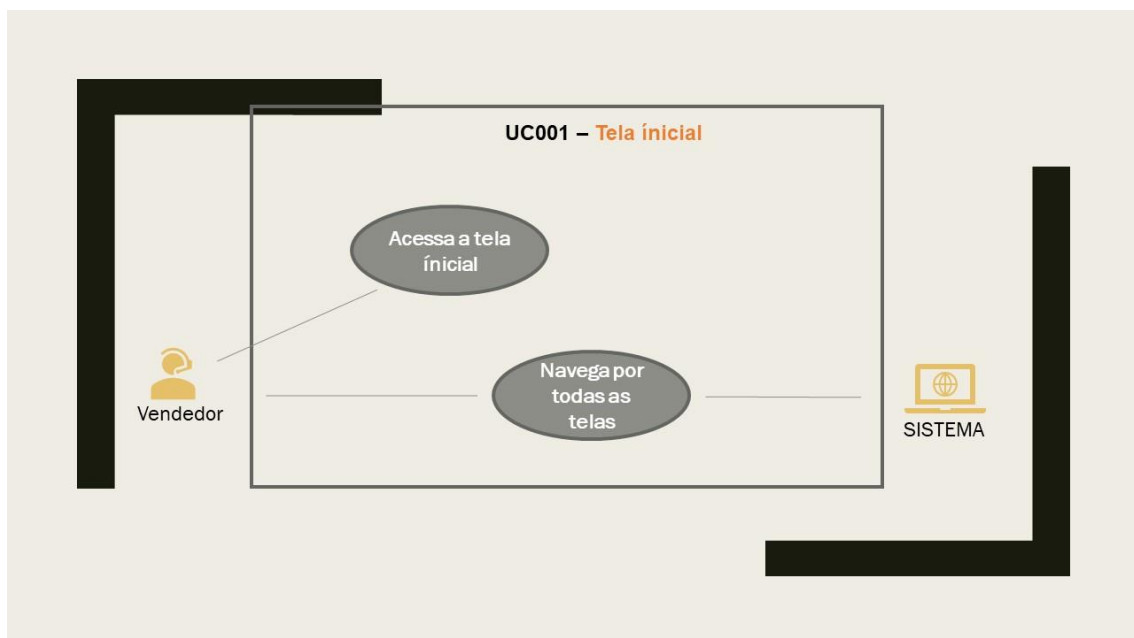 UC001 – Tela ínicial
Acessa a tela
ínicial
Navega por
todas as
telas
Vendedor
SISTEMA